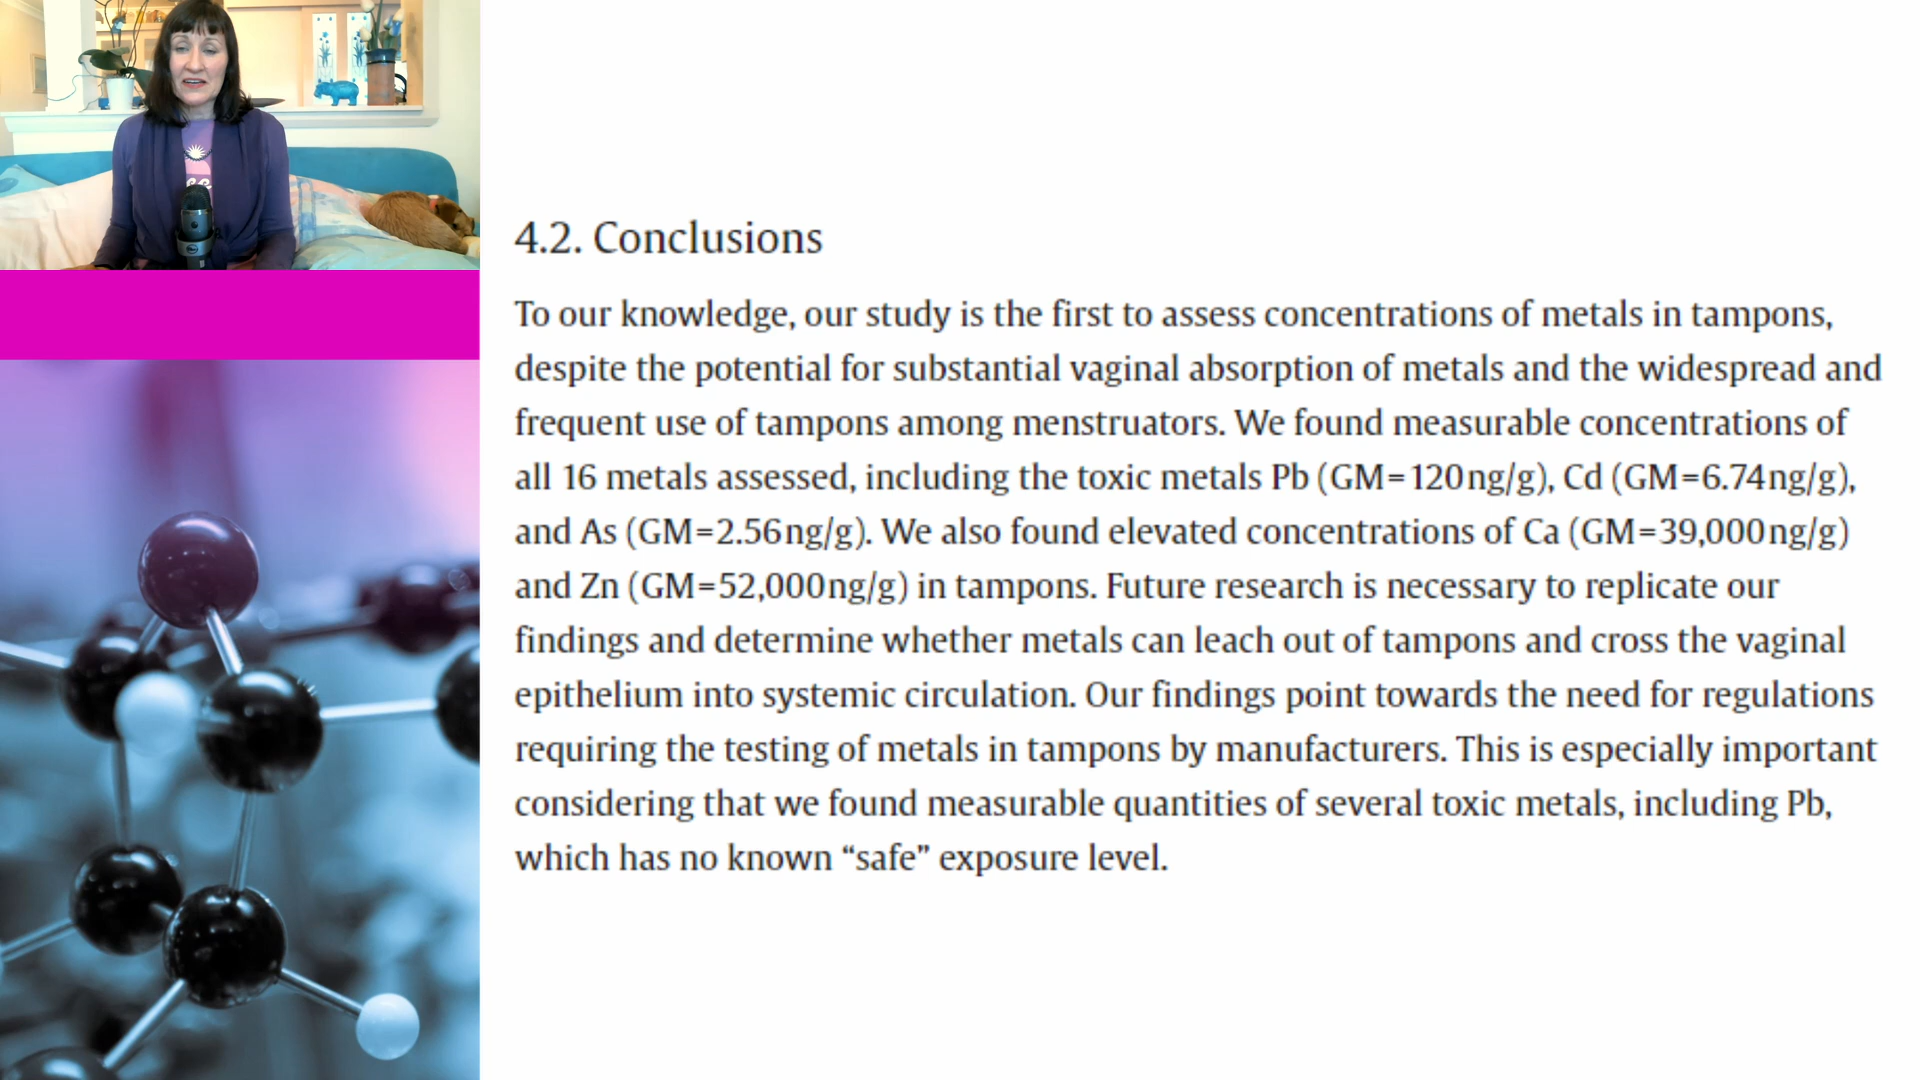 4.2. Conclusions
To our knowledge, our study is the first to assess concentrations of metals in tampons,
despite the potential for substantial vaginal absorption of metals and the widespread and
frequent use of tampons among menstruators. We found measurable concentrations of
all 16 metals assessed, including the toxic metals Pb (GM=120ng/g), Cd (GM=6.74ng/g),
and As (GM=2.56ng/g). We also found elevated concentrations of Ca (GM=39,000ng/g)
and Zn (GM=52,000ng/g) in tampons. Future research is necessary to replicate our
findings and determine whether metals can leach out of tampons and cross the vaginal
epithelium into systemic circulation. Our findings point towards the need for regulations
requiring the testing of metals in tampons by manufacturers. This is especially important
considering that we found measurable quantities of several toxic metals, including Pb,
which has no known “safe” exposure level.